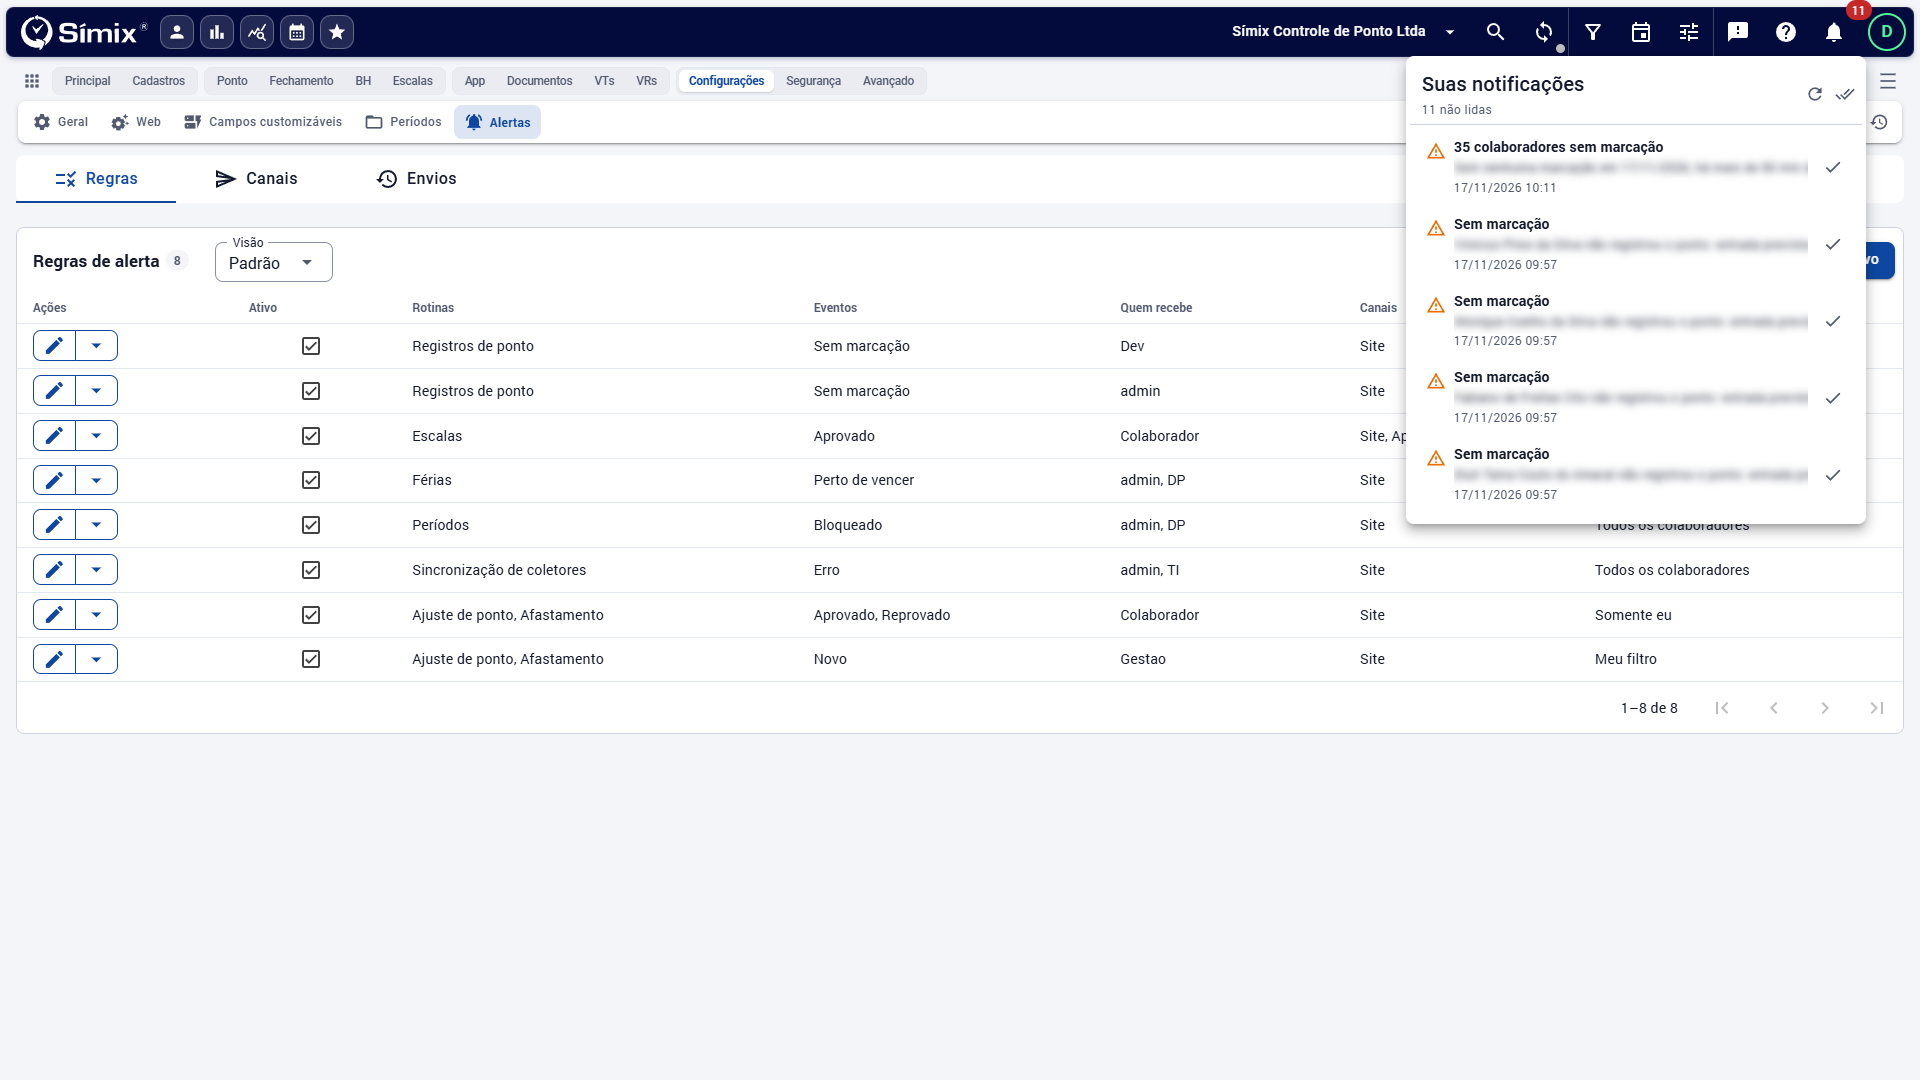 Símix®
Símix Controle de Ponto Ltda
11
D
Principal Cadastros Ponto Fechamento BH Escalas App Documentos VTs VRs Configurações Segurança Avançado
Geral Web Campos customizáveis Períodos Alertas
Regras Canais Envios
Regras de alerta 8
Visão
Padrão
vo
Ações Ativo Rotinas Eventos Quem recebe Canais
Registros de ponto Sem marcação Dev Site
Registros de ponto Sem marcação admin Site
Escalas Aprovado Colaborador Site, Ap
Férias Perto de vencer admin, DP Site
Períodos Bloqueado admin, DP Site Todos os colaboradores
Sincronização de coletores Erro admin, TI Site Todos os colaboradores
Ajuste de ponto, Afastamento Aprovado, Reprovado Colaborador Site Somente eu
Ajuste de ponto, Afastamento Novo Gestao Site Meu filtro
1–8 de 8
Suas notificações
11 não lidas
35 colaboradores sem marcação
17/11/2026 10:11
Sem marcação
17/11/2026 09:57
Sem marcação
17/11/2026 09:57
Sem marcação
17/11/2026 09:57
Sem marcação
17/11/2026 09:57